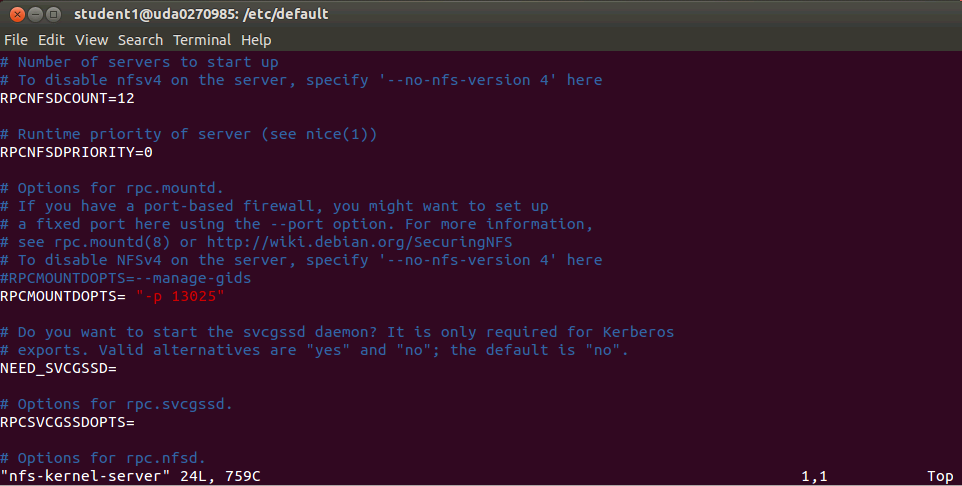 student1@uda0270985: /etc/default
File Edit View Search Terminal Help
# Number of servers to start up
# To disable nfsv4 on the server, specify '--no-nfs-version 4' here
RPCNFSDCOUNT=12
# Runtime priority of server (see nice(1))
RPCNFSDPRIORITY=0
# Options for rpc.mountd.
# If you have a port-based firewall, you might want to set up
# a fixed port here using the --port option. For more information,
# see rpc.mountd(8) or http://wiki.debian.org/SecuringNFS
# To disable NFSv4 on the server, specify '--no-nfs-version 4' here
#RPCMOUNTDOPTS=--manage-gids
RPCMOUNTDOPTS= "-p 13025"
# Do you want to start the svcgssd daemon? It is only required for Kerberos
# exports. Valid alternatives are "yes" and "no"; the default is "no".
NEED_SVCGSSD=
# Options for rpc.svcgssd.
RPCSVCGSSDOPTS=
# Options for rpc.nfsd.
"nfs-kernel-server" 24L, 759C 1,1 Top